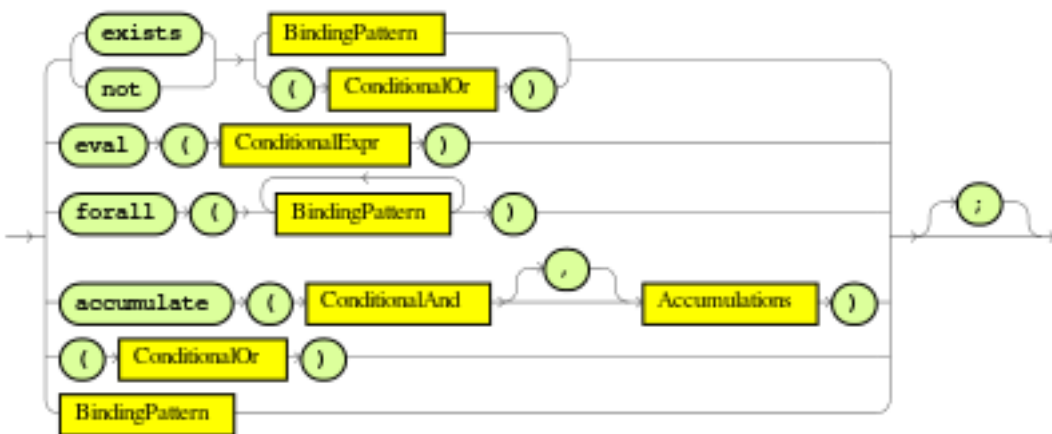 exists BindingPattern
not ( ConditionalOr )
eval ( ConditionalExpr )
forall ( BindingPattern ) ;
accumulate ( ConditionalAnd , Accumulations )
( ConditionalOr )
BindingPattern